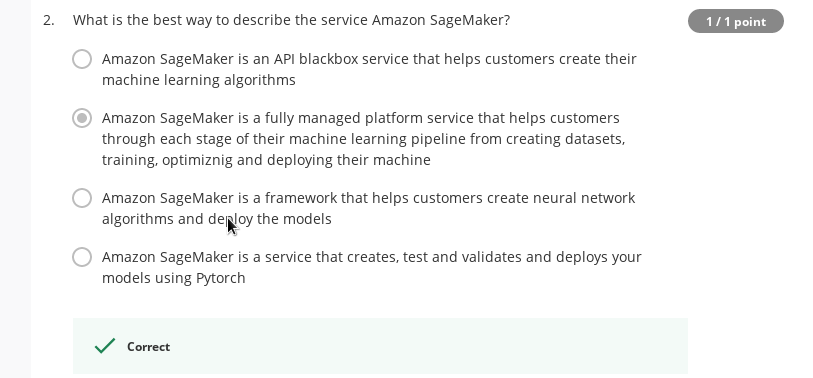 2. What is the best way to describe the service Amazon SageMaker?
1 / 1 point
Amazon SageMaker is an API blackbox service that helps customers create their
machine learning algorithms
Amazon SageMaker is a fully managed platform service that helps customers
through each stage of their machine learning pipeline from creating datasets,
training, optimiznig and deploying their machine
Amazon SageMaker is a framework that helps customers create neural network
algorithms and deploy the models
Amazon SageMaker is a service that creates, test and validates and deploys your
models using Pytorch
Correct